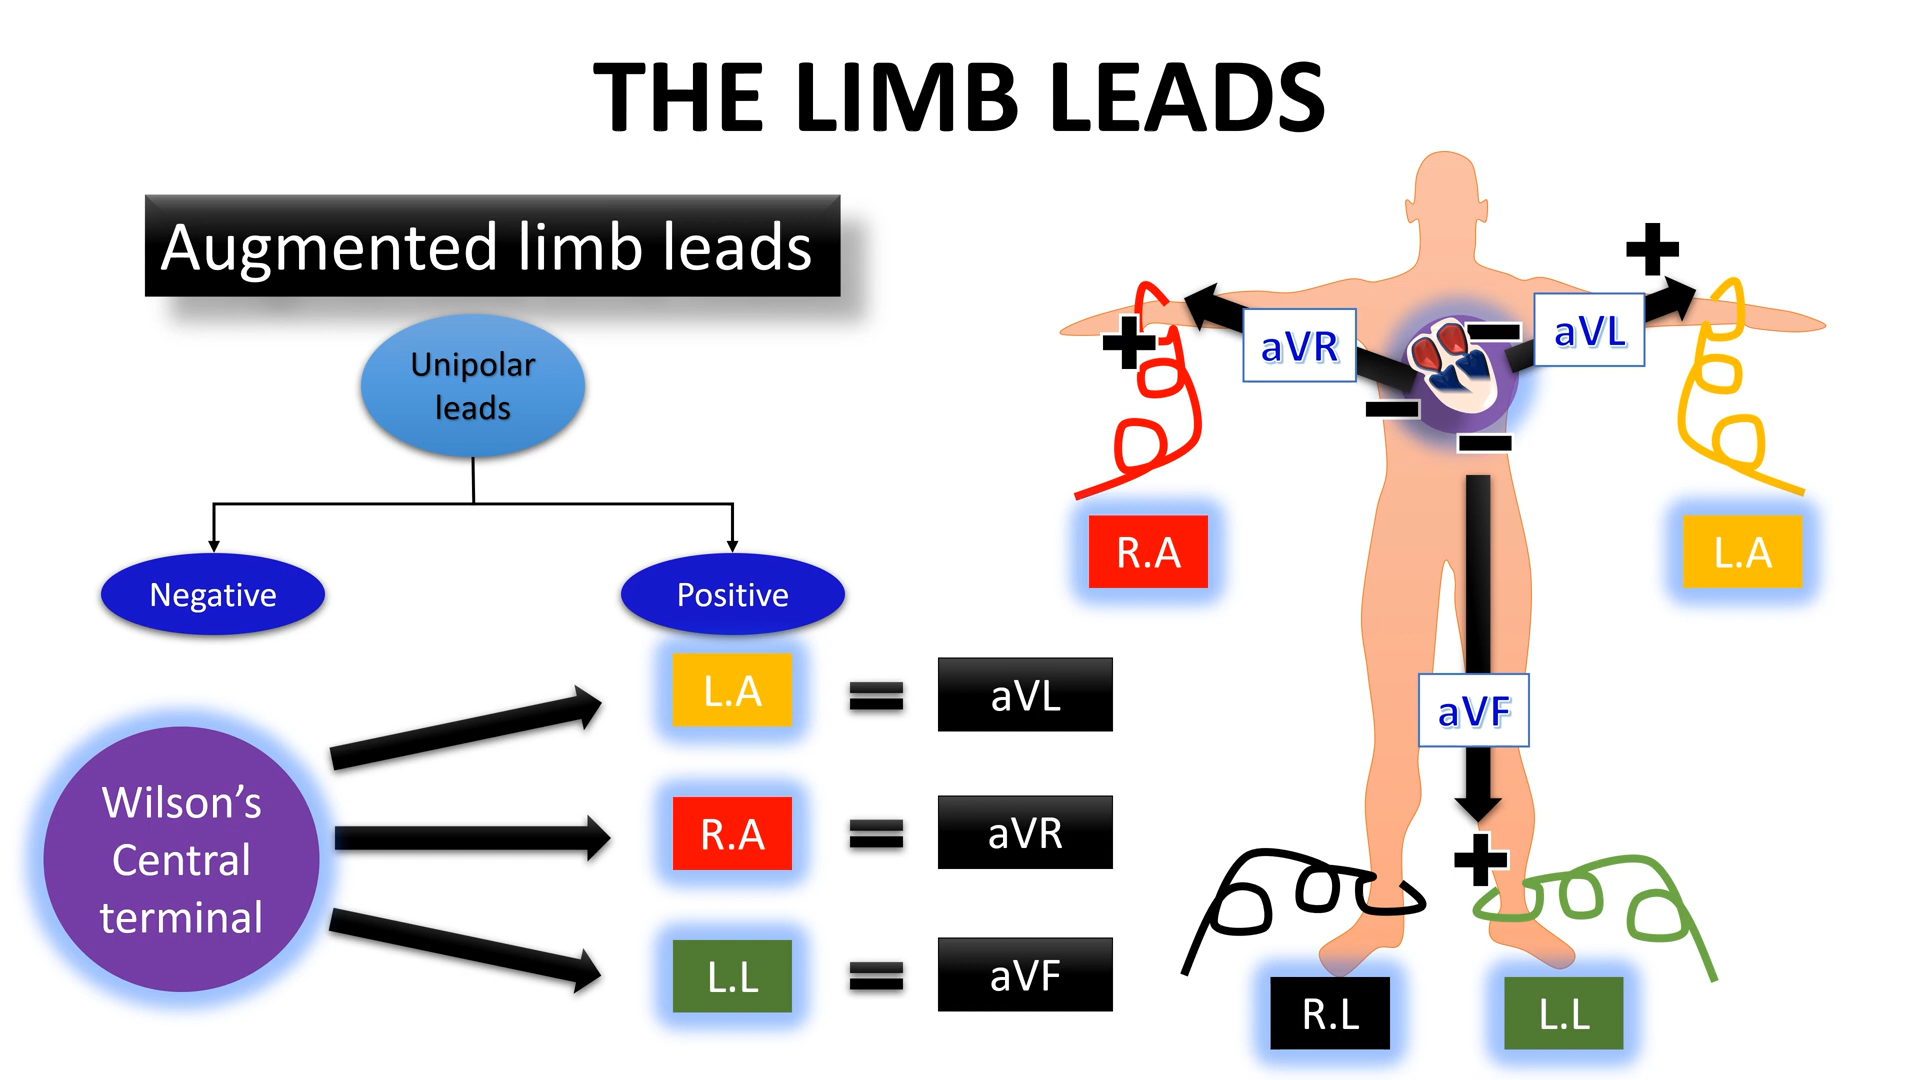 THE LIMB LEADS
Augmented limb leads
Unipolar
leads
Negative
Positive
Wilson’s
Central
terminal
L.A
=
aVL
R.A
=
aVR
L.L
=
aVF
+
+
aVR
aVL
R.A
L.A
aVF
+
R.L
L.L